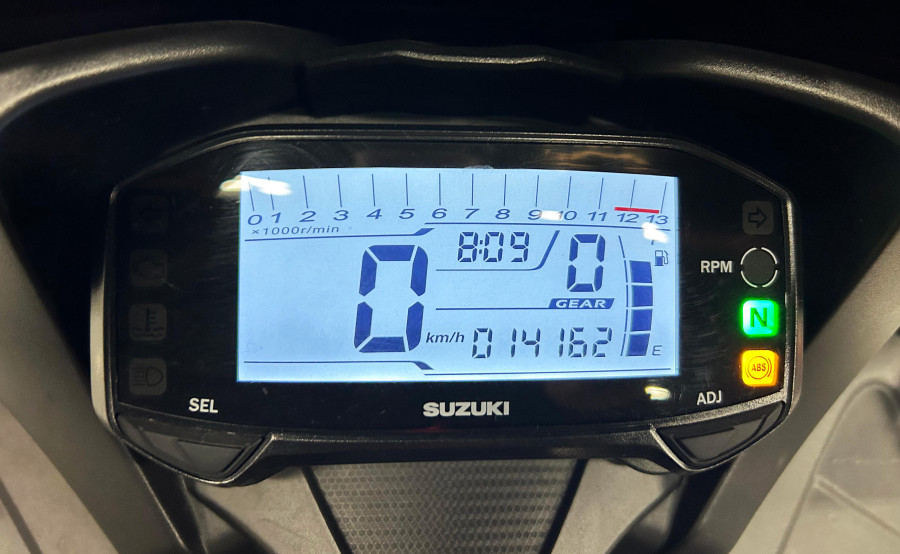 0 1 2 3 4 5 6 7 8 9 10 11 12 13
×1000r/min
8:09
0
F
RPM
GEAR
0
km/h
014162
E
N
ABS
SEL
SUZUKI
ADJ